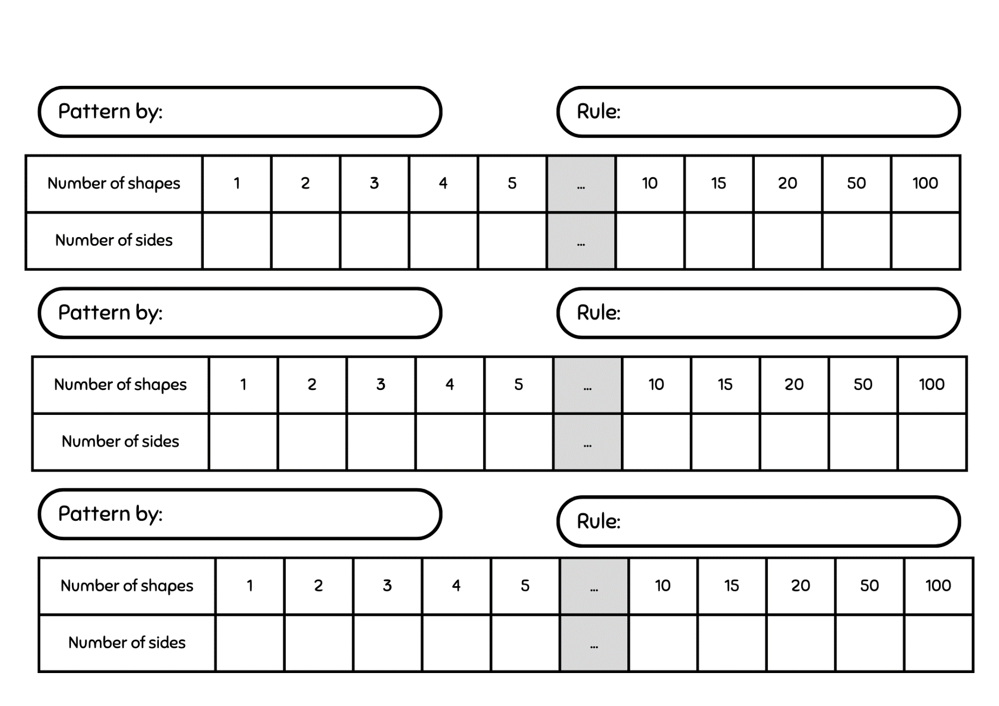 Pattern by:
Rule:
Number of shapes 1 2 3 4 5 ... 10 15 20 50 100
Number of sides ...
Pattern by:
Rule:
Number of shapes 1 2 3 4 5 ... 10 15 20 50 100
Number of sides ...
Pattern by:
Rule:
Number of shapes 1 2 3 4 5 ... 10 15 20 50 100
Number of sides ...